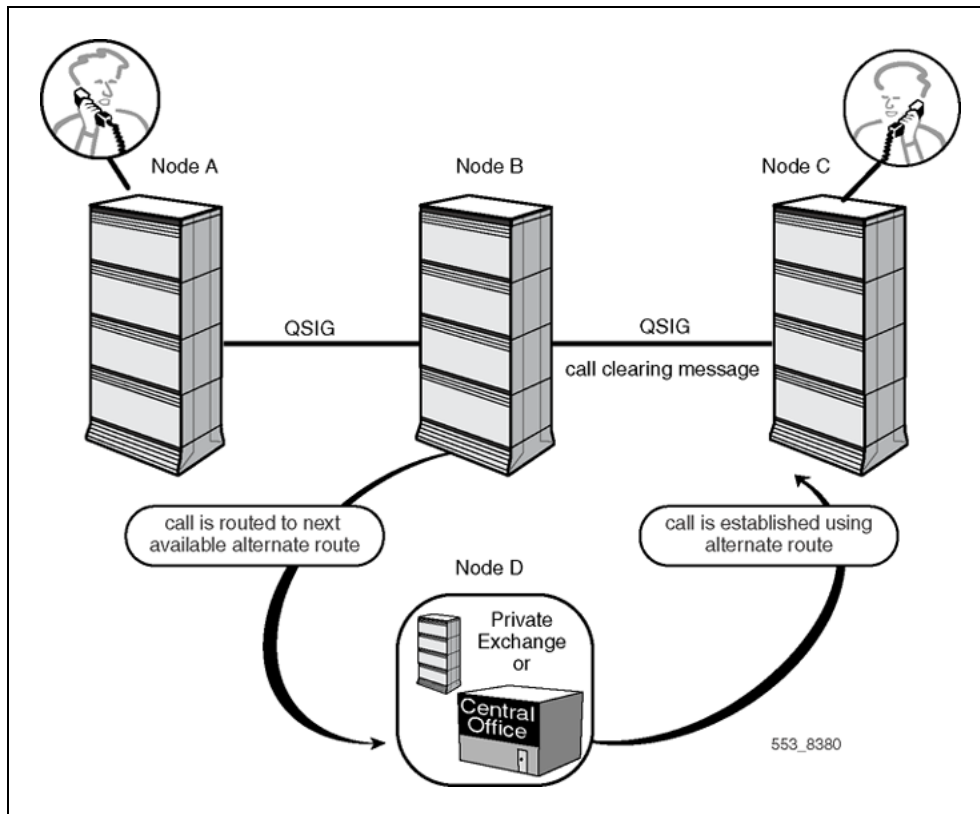 Node A
Node B
Node C
QSIG
QSIG
call clearing message
call is routed to next
available alternate route
call is established using
alternate route
Node D
Private
Exchange
or
Central
Office
553_8380